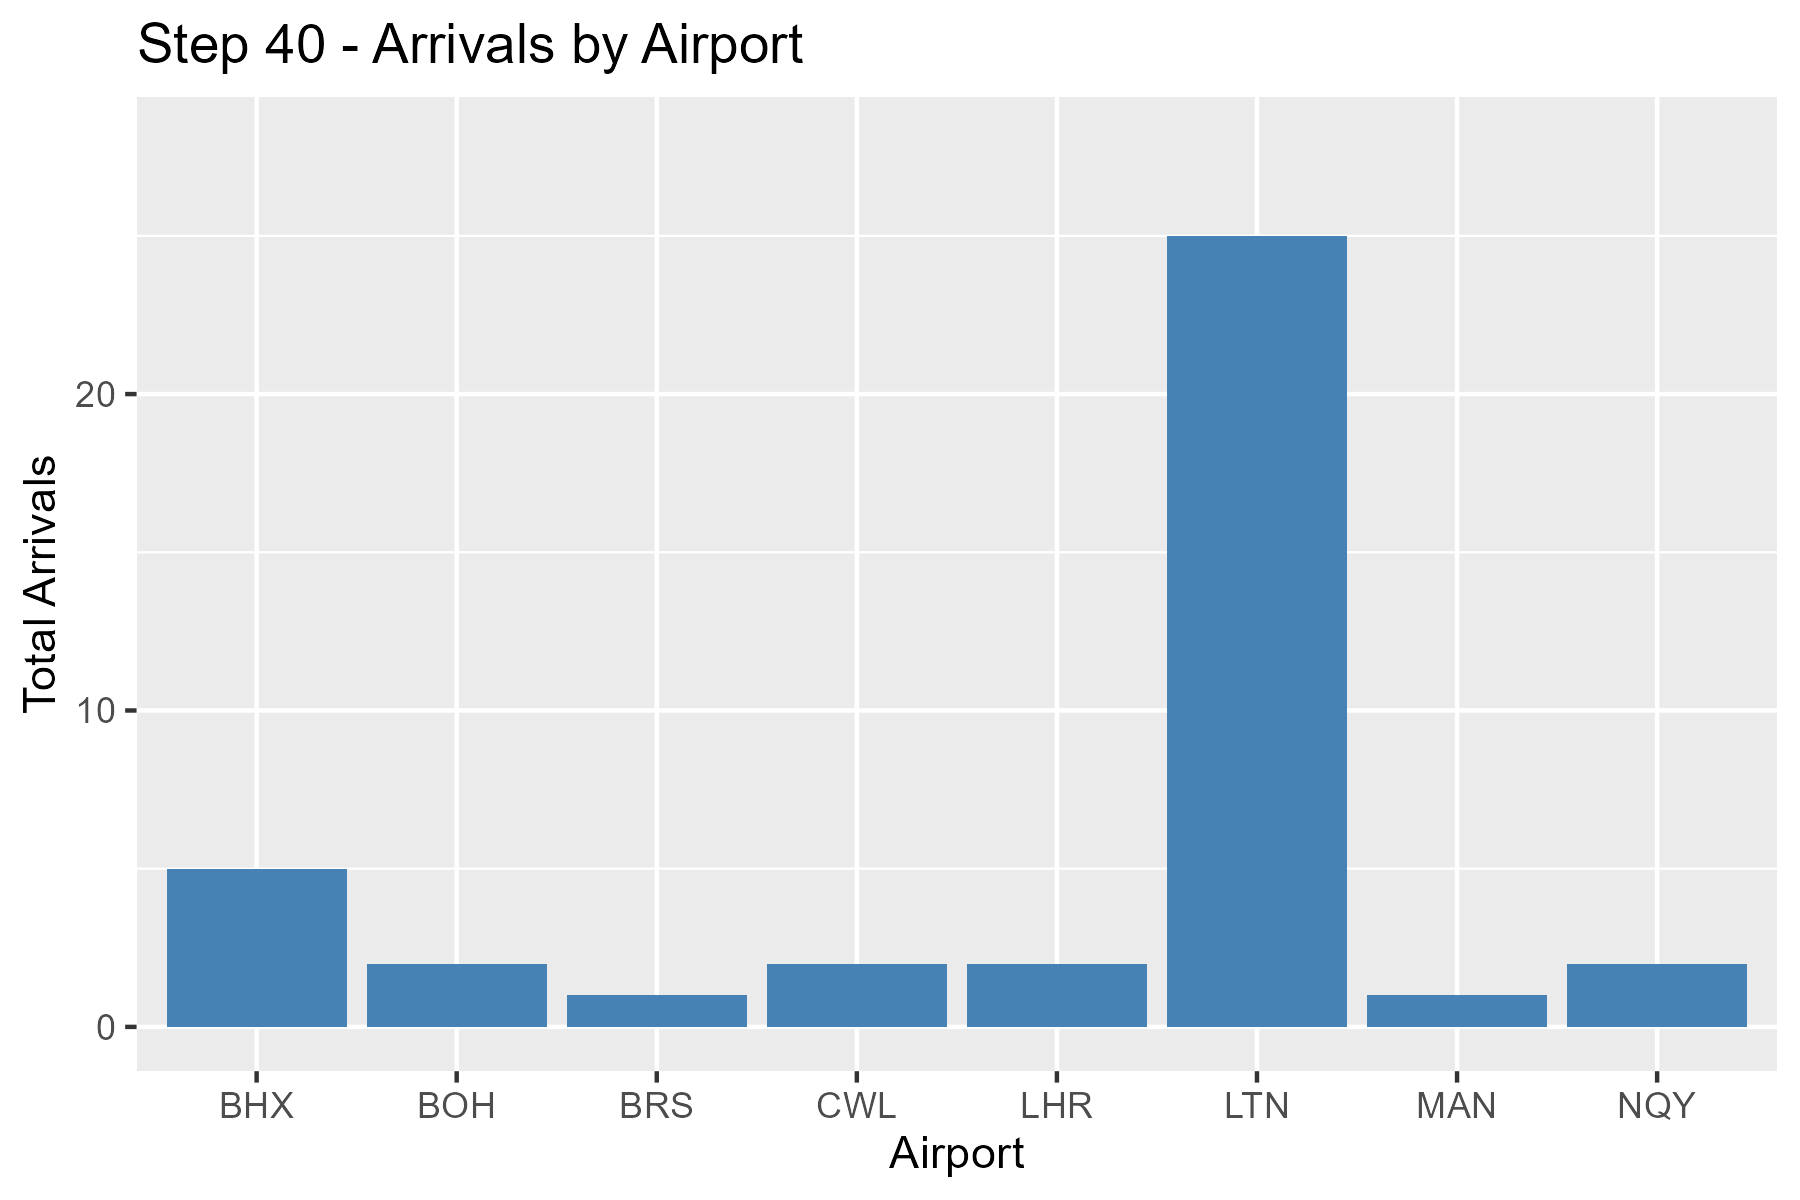 Step 40 - Arrivals by Airport
Total Arrivals
20
10
0
BHX BOH BRS CWL LHR LTN MAN NQY
Airport